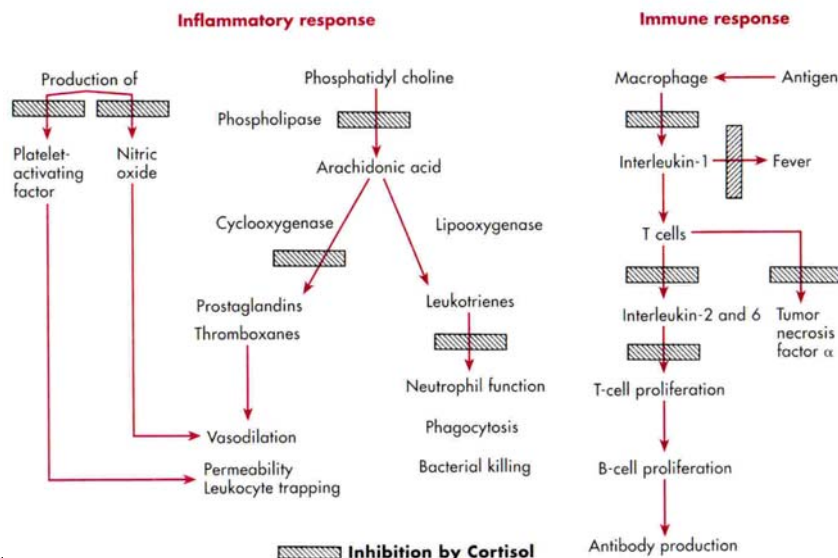 Inflammatory response
Production of
Platelet-
activating
factor
Nitric
oxide
Phosphatidyl choline
Phospholipase
Arachidonic acid
Cyclooxygenase
Lipooxygenase
Prostaglandins
Thromboxanes
Leukotrienes
Neutrophil function
Phagocytosis
Bacterial killing
Vasodilation
Permeability
Leukocyte trapping
Immune response
Macrophage
Antigen
Interleukin-1
Fever
T cells
Interleukin-2 and 6
Tumor
necrosis
factor α
T-cell proliferation
B-cell proliferation
Antibody production
Inhibition by Cortisol